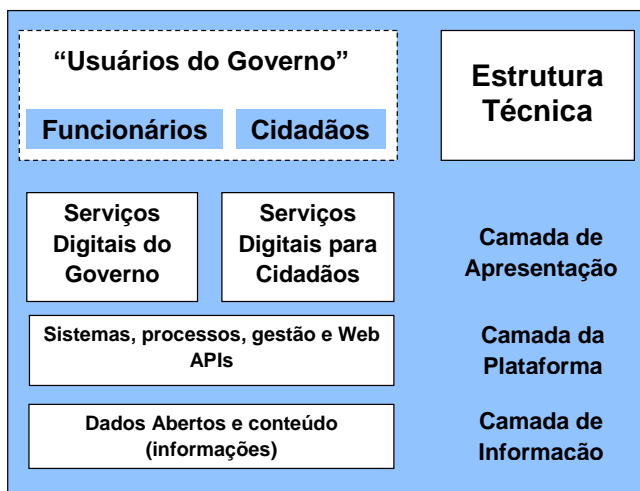 “Usuários do Governo”
Funcionários
Cidadãos
Estrutura
Técnica
Serviços
Digitais do
Governo
Serviços
Digitais para
Cidadãos
Camada de
Apresentação
Sistemas, processos, gestão e Web
APIs
Camada da
Plataforma
Dados Abertos e conteúdo
(informações)
Camada de
Informacão